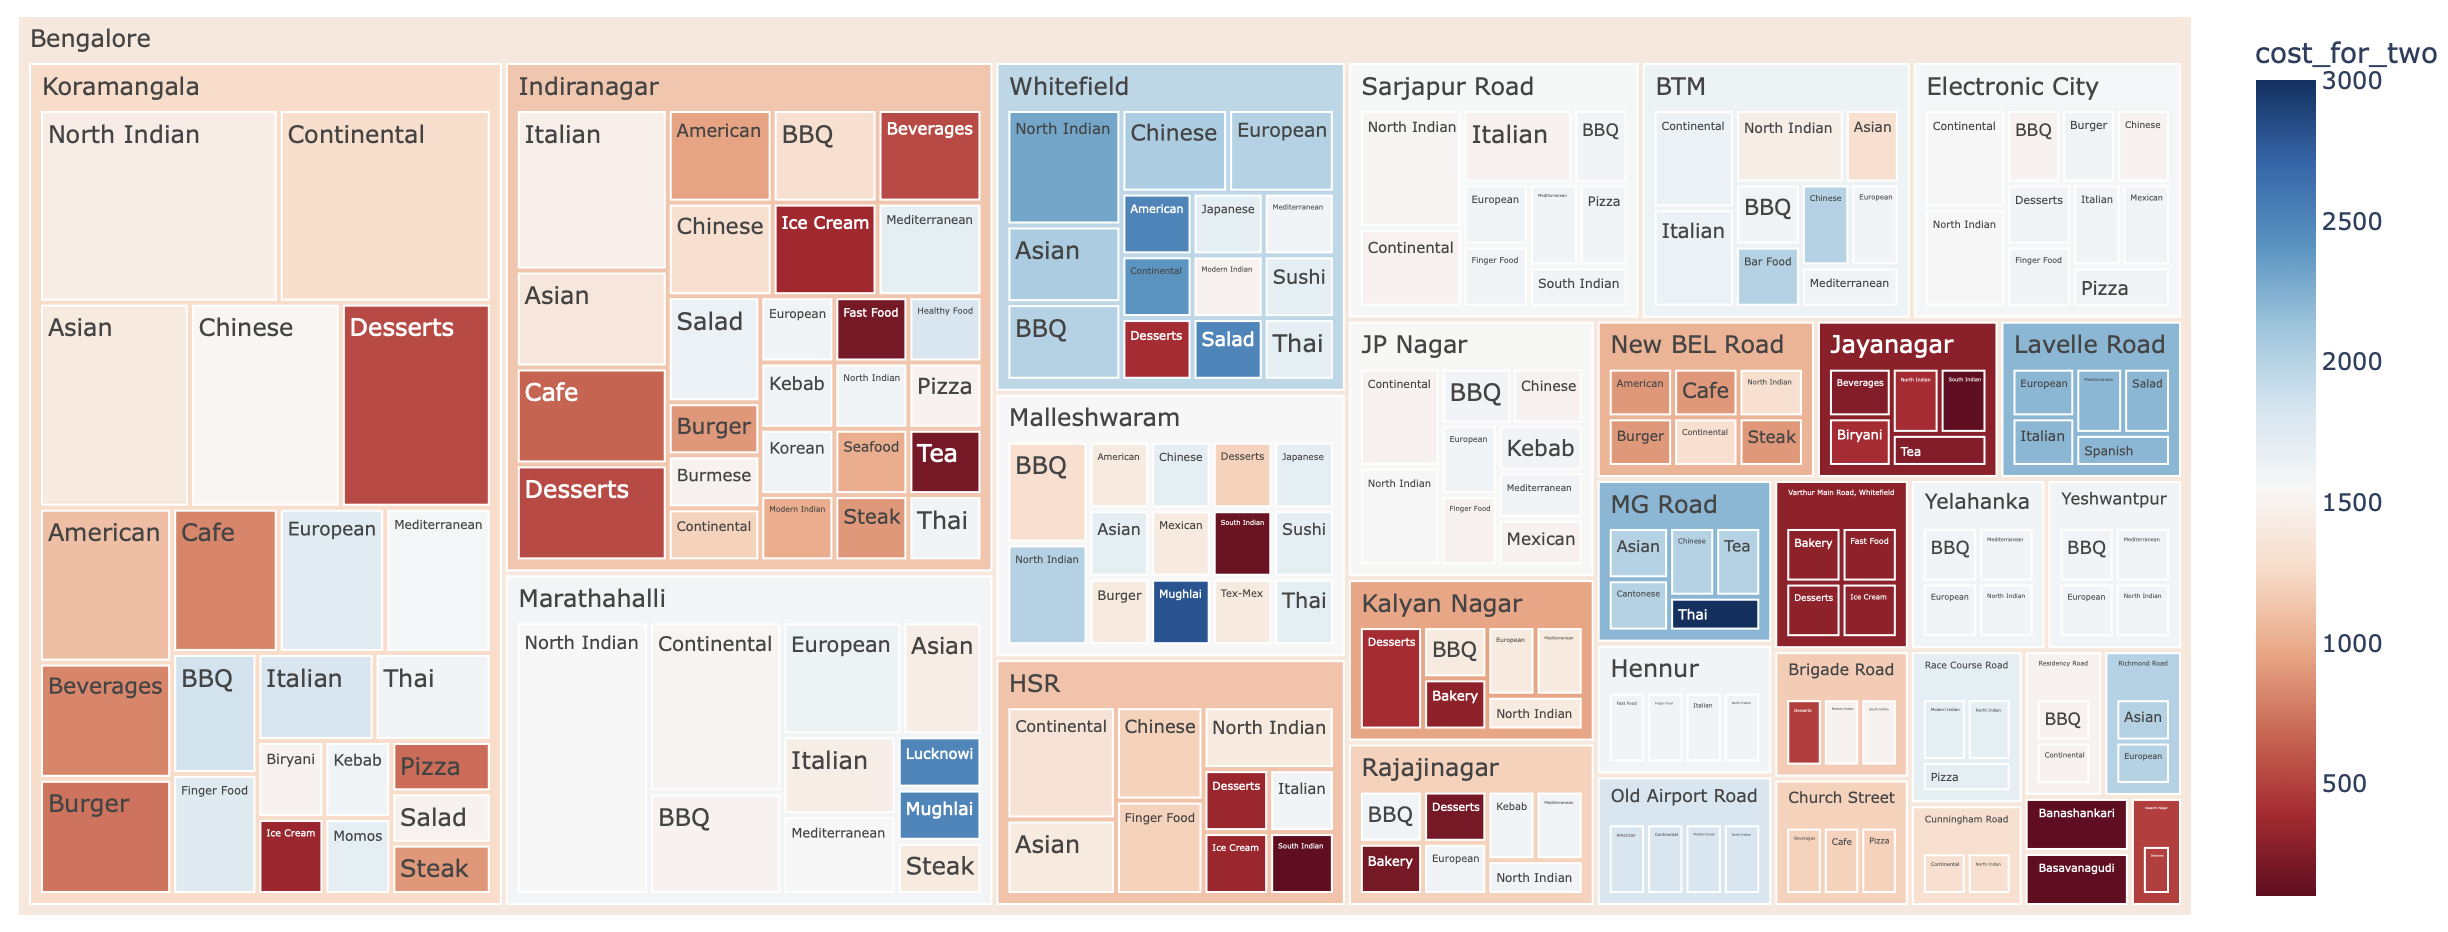 Bengalore
Koramangala
North Indian
Continental
Asian
Chinese
Desserts
American
Cafe
European
Mediterranean
Beverages
BBQ
Italian
Thai
Burger
Finger Food
Biryani
Kebab
Pizza
Ice Cream
Momos
Salad
Steak
Indiranagar
Italian
American
BBQ
Beverages
Chinese
Ice Cream
Mediterranean
Asian
Salad
European
Fast Food
Healthy Food
Cafe
Kebab
North Indian
Pizza
Burger
Korean
Seafood
Tea
Desserts
Burmese
Continental
Modern Indian
Steak
Thai
Marathahalli
North Indian
Continental
European
Asian
BBQ
Italian
Lucknowi
Mughlai
Mediterranean
Steak
Whitefield
North Indian
Chinese
European
American
Japanese
Mediterranean
Asian
Continental
Modern Indian
Sushi
BBQ
Desserts
Salad
Thai
Malleshwaram
BBQ
American
Chinese
Desserts
Japanese
Asian
Mexican
South Indian
Sushi
North Indian
Burger
Mughlai
Tex-Mex
Thai
HSR
Continental
Chinese
North Indian
Desserts
Italian
Asian
Finger Food
Ice Cream
South Indian
Sarjapur Road
North Indian
Italian
BBQ
European
Mediterranean
Pizza
Continental
Finger Food
South Indian
BTM
Continental
North Indian
Asian
BBQ
Chinese
European
Italian
Bar Food
Mediterranean
Electronic City
Continental
BBQ
Burger
Chinese
Desserts
Italian
Mexican
North Indian
Finger Food
Pizza
JP Nagar
Continental
BBQ
Chinese
European
Kebab
North Indian
Mediterranean
Finger Food
Mexican
Kalyan Nagar
Desserts
BBQ
European
Mediterranean
Bakery
North Indian
Rajajinagar
BBQ
Desserts
Kebab
Mediterranean
Bakery
European
North Indian
New BEL Road
American
Cafe
North Indian
Burger
Continental
Steak
Jayanagar
Beverages
North Indian
South Indian
Biryani
Tea
Lavelle Road
European
Mediterranean
Salad
Italian
Spanish
MG Road
Asian
Chinese
Tea
Cantonese
Thai
Varthur Main Road, Whitefield
Bakery
Fast Food
Desserts
Ice Cream
Yelahanka
BBQ
Mediterranean
European
North Indian
Yeshwantpur
BBQ
Mediterranean
European
North Indian
Hennur
Fast Food
Finger Food
Italian
North Indian
Brigade Road
Desserts
Modern Indian
South Indian
Race Course Road
Modern Indian
North Indian
Pizza
Residency Road
BBQ
Continental
Richmond Road
Asian
European
Old Airport Road
American
Continental
Mediterranean
North Indian
Church Street
Beverages
Cafe
Pizza
Cunningham Road
Continental
North Indian
Banashankari
Basavanagudi
Desserts
cost_for_two
3000
2500
2000
1500
1000
500